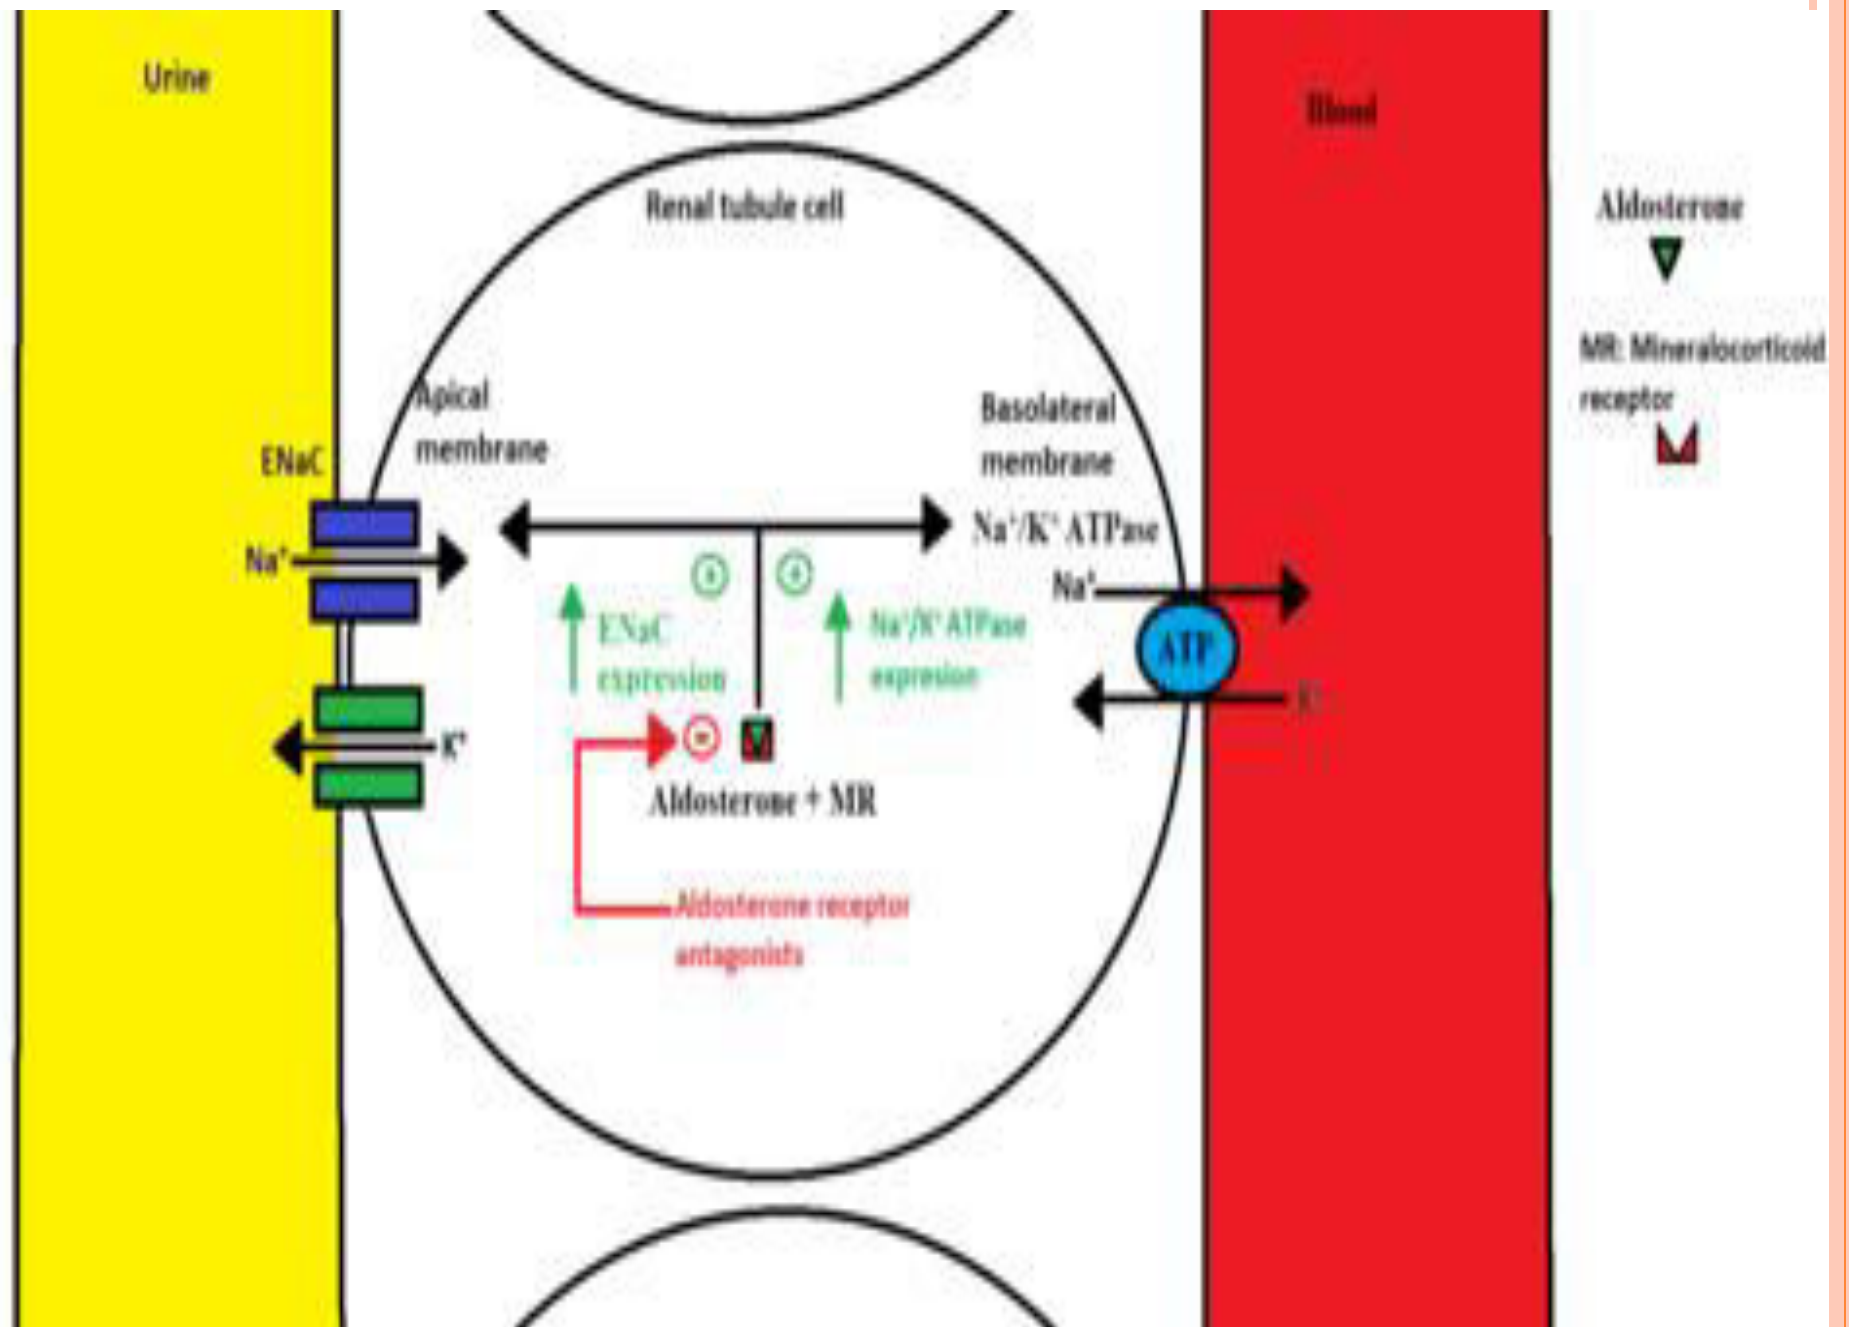 Urine
Blood
Renal tubule cell
Aldosterone
MR: Mineralocorticoid
receptor
Apical
membrane
Basolateral
membrane
ENaC
Na⁺/K⁺ ATPase
Na⁺
Na⁺
ENaC
expression
Na⁺/K⁺ ATPase
expresion
ATP
K⁺
K⁺
Aldosterone + MR
Aldosterone receptor
antagonists